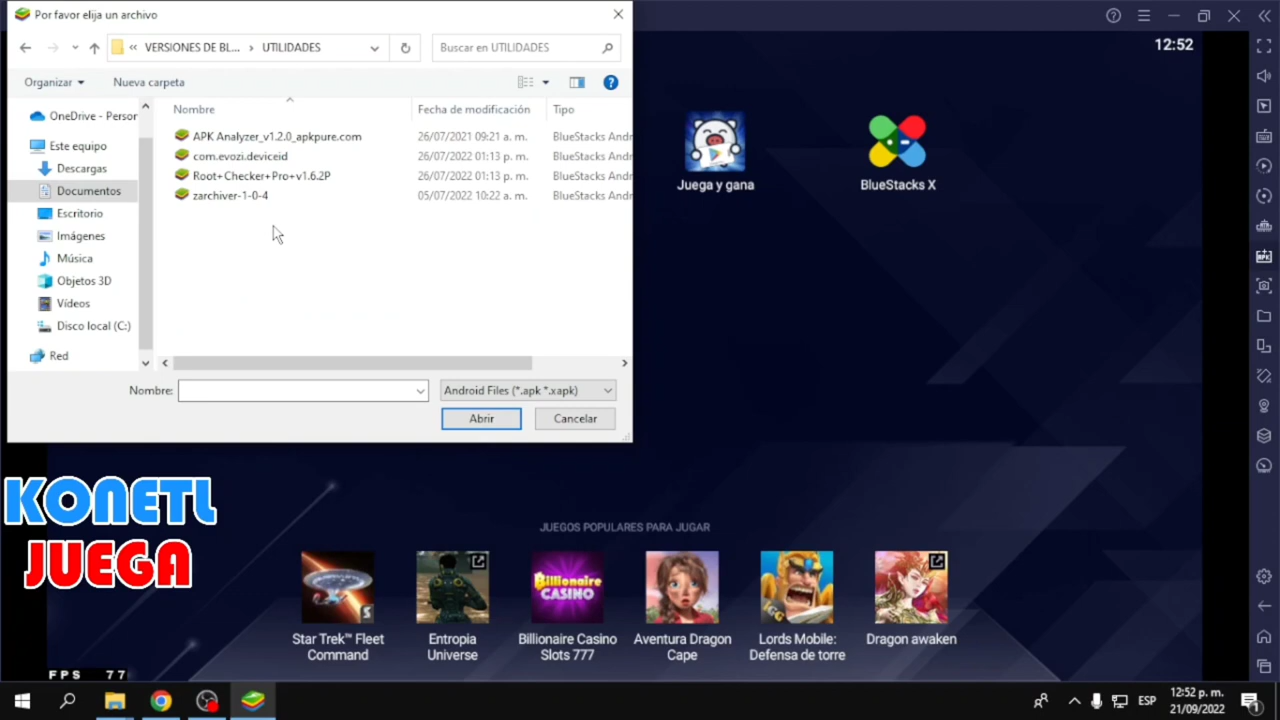 Por favor elija un archivo
« VERSIONES DE BL... › UTILIDADES
Buscar en UTILIDADES
Organizar
Nueva carpeta
Nombre
Fecha de modificación
Tipo
OneDrive - Person
Este equipo
Descargas
Documentos
Escritorio
Imágenes
Música
Objetos 3D
Vídeos
Disco local (C:)
Red
APK Analyzer_v1.2.0_apkpure.com 26/07/2021 09:21 a. m. BlueStacks Andr
com.evozi.deviceid 26/07/2022 01:13 p. m. BlueStacks Andr
Root+Checker+Pro+v1.6.2P 26/07/2022 01:13 p. m. BlueStacks Andr
zarchiver-1-0-4 05/07/2022 10:22 a. m. BlueStacks Andr
Nombre:
Android Files (*.apk *.xapk)
Abrir
Cancelar
12:52
Juega y gana
BlueStacks X
APK
KONETL
JUEGA
JUEGOS POPULARES PARA JUGAR
Billionaire
CASINO
IGG
Star Trek™ Fleet
Command
Entropia
Universe
Billionaire Casino
Slots 777
Aventura Dragon
Cape
Lords Mobile:
Defensa de torre
Dragon awaken
FPS 77
ESP
12:52 p. m.
21/09/2022
1